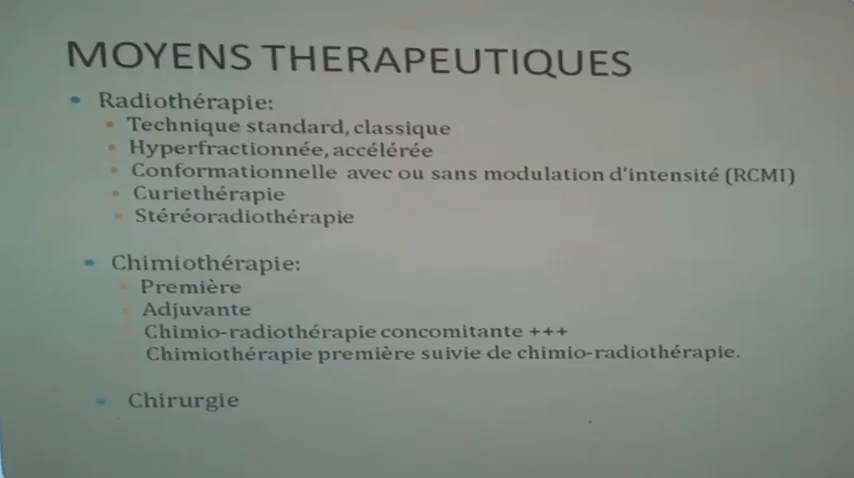 MOYENS THERAPEUTIQUES
• Radiothérapie:
• Technique standard, classique
• Hyperfractionnée, accélérée
• Conformationnelle avec ou sans modulation d'intensité (RCMI)
• Curiethérapie
• Stéréoradiothérapie
• Chimiothérapie:
• Première
• Adjuvante
• Chimio-radiothérapie concomitante +++
• Chimiothérapie première suivie de chimio-radiothérapie.
• Chirurgie